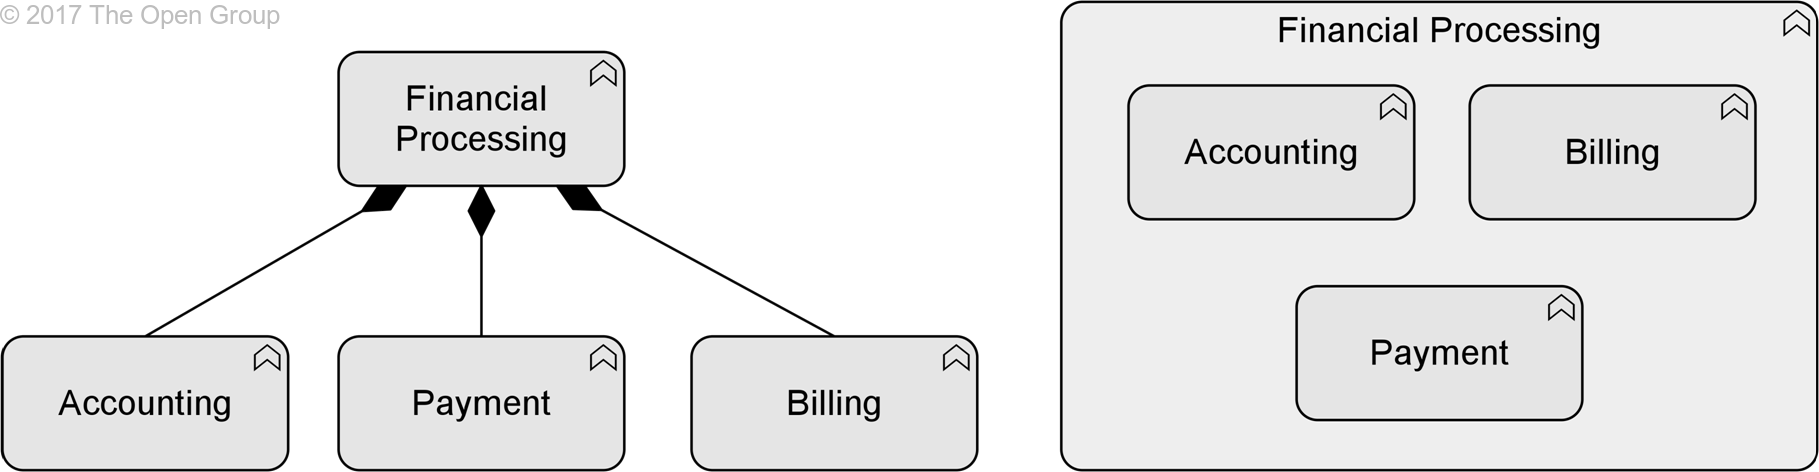 © 2017 The Open Group
Financial
Processing
Accounting
Payment
Billing
Financial Processing
Accounting
Billing
Payment